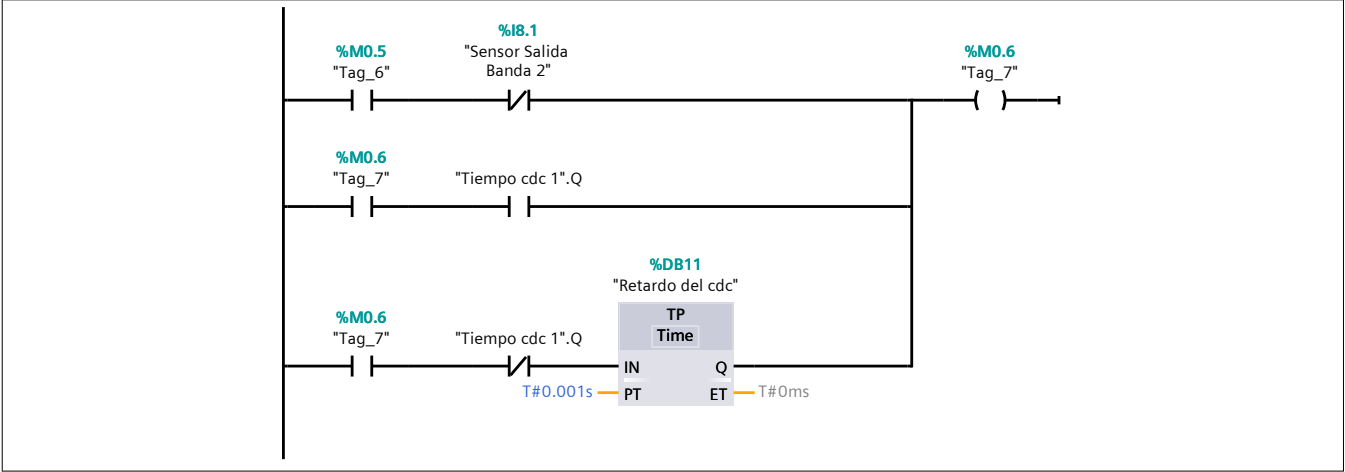 %M0.5
"Tag_6"
%I8.1
"Sensor Salida
Banda 2"
%M0.6
"Tag_7"
%M0.6
"Tag_7"
"Tiempo cdc 1".Q
%M0.6
"Tag_7"
"Tiempo cdc 1".Q
%DB11
"Retardo del cdc"
TP
Time
IN
Q
T#0.001s
PT
ET
T#0ms